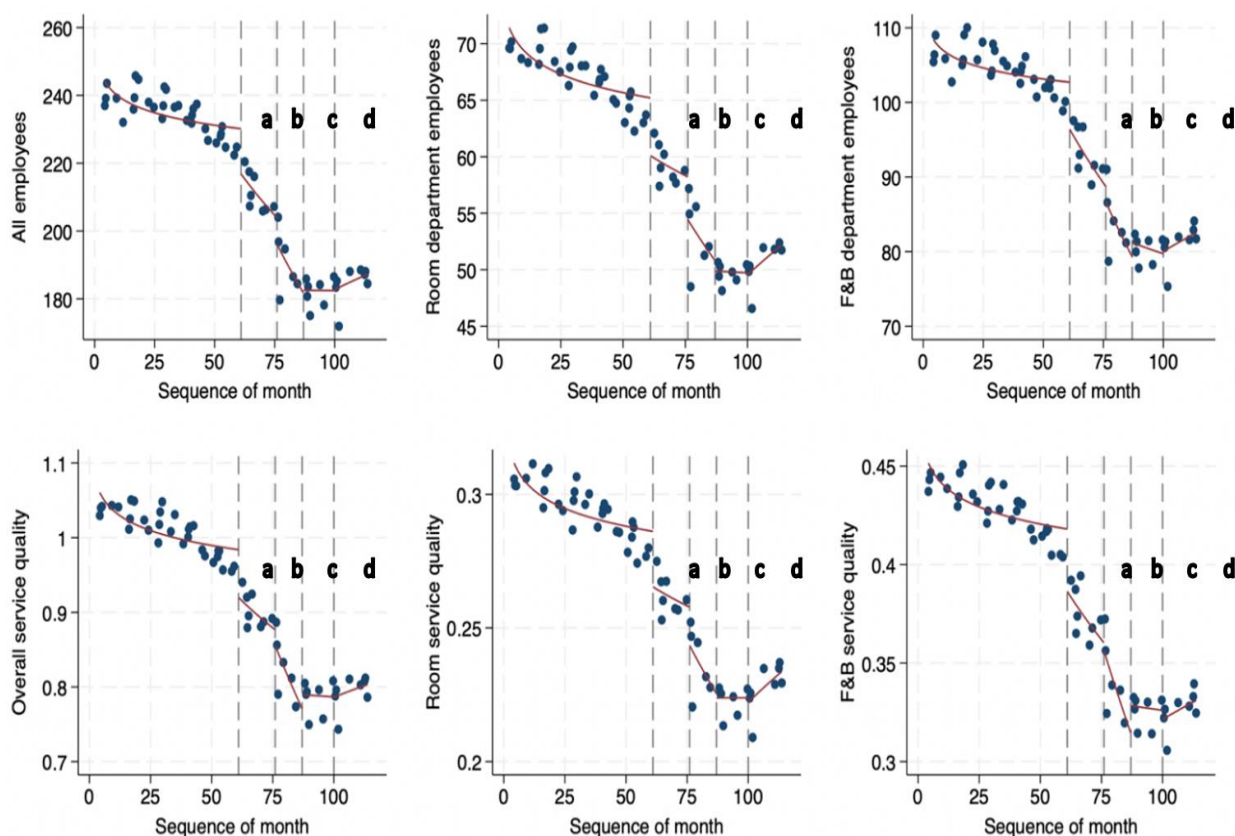 All employees
260
240
220
200
180
a b c d
0 25 50 75 100
Sequence of month
Room department employees
70
65
60
55
50
45
a b c d
0 25 50 75 100
Sequence of month
F&B department employees
110
100
90
80
70
a b c d
0 25 50 75 100
Sequence of month
Overall service quality
1.1
1
0.9
0.8
0.7
a b c d
0 25 50 75 100
Sequence of month
Room service quality
0.3
0.25
0.2
a b c d
0 25 50 75 100
Sequence of month
F&B service quality
0.45
0.4
0.35
0.3
a b c d
0 25 50 75 100
Sequence of month